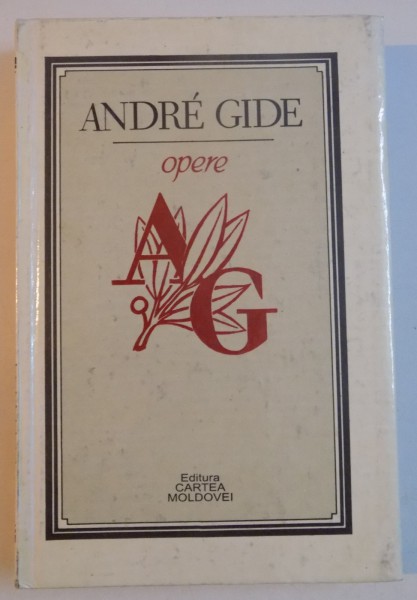 ANDRÉ GIDE
opere
AG
Editura
CARTEA
MOLDOVEI